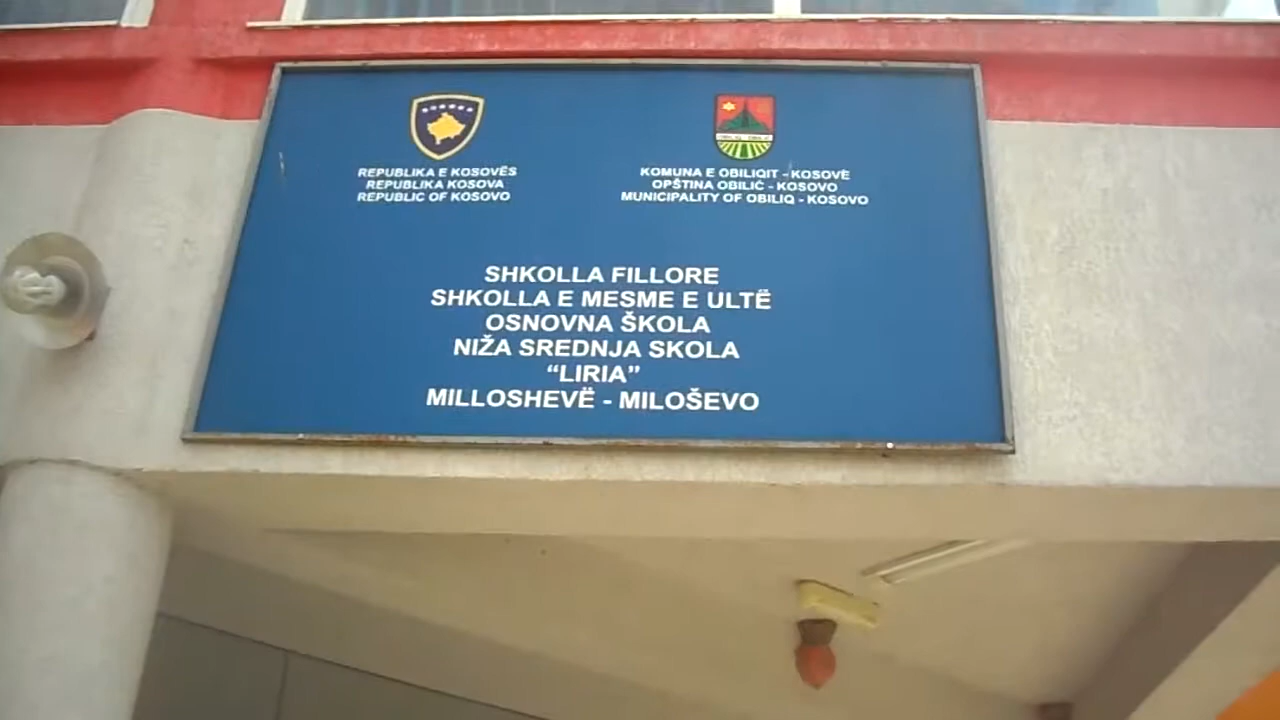 REPUBLIKA E KOSOVËS
REPUBLIKA KOSOVA
REPUBLIC OF KOSOVO
KOMUNA E OBILIQIT - KOSOVË
OPŠTINA OBILIĆ - KOSOVO
MUNICIPALITY OF OBILIQ - KOSOVO
SHKOLLA FILLORE
SHKOLLA E MESME E ULTË
OSNOVNA ŠKOLA
NIŽA SREDNJA SKOLA
“LIRIA”
MILLOSHEVË - MILOŠEVO